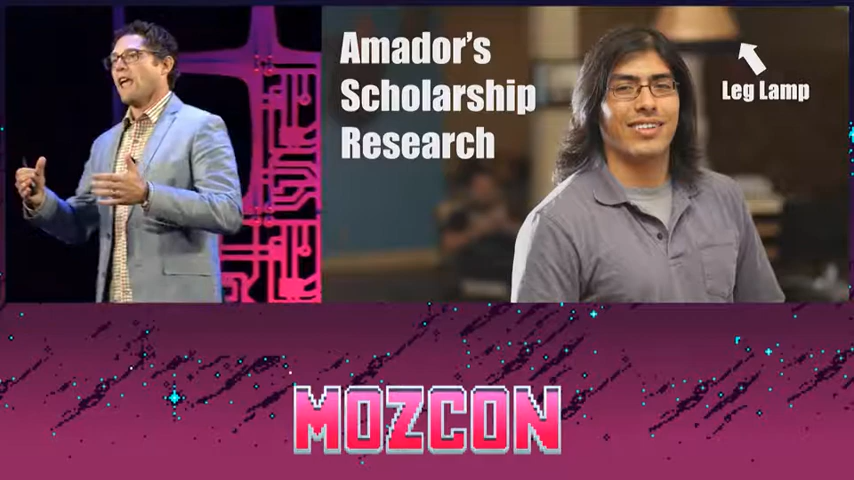 Amador's
Scholarship
Research
Leg Lamp
MOZCON